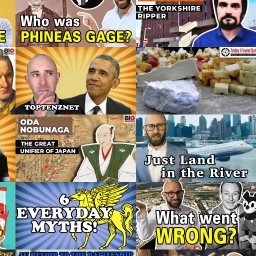 Who was
PHINEAS GAGE?
THE YORKSHIRE
RIPPER
TOPTENZNET
ODA
NOBUNAGA
THE GREAT
UNIFIER OF JAPAN
Just Land
in the River
6
EVERYDAY
MYTHS!
What went
WRONG?